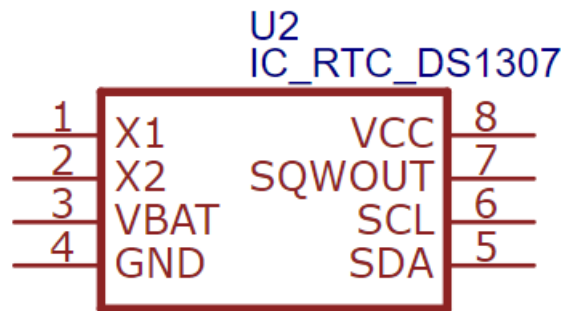 U2
IC_RTC_DS1307
1 X1 VCC 8
2 X2 SQWOUT 7
3 VBAT SCL 6
4 GND SDA 5